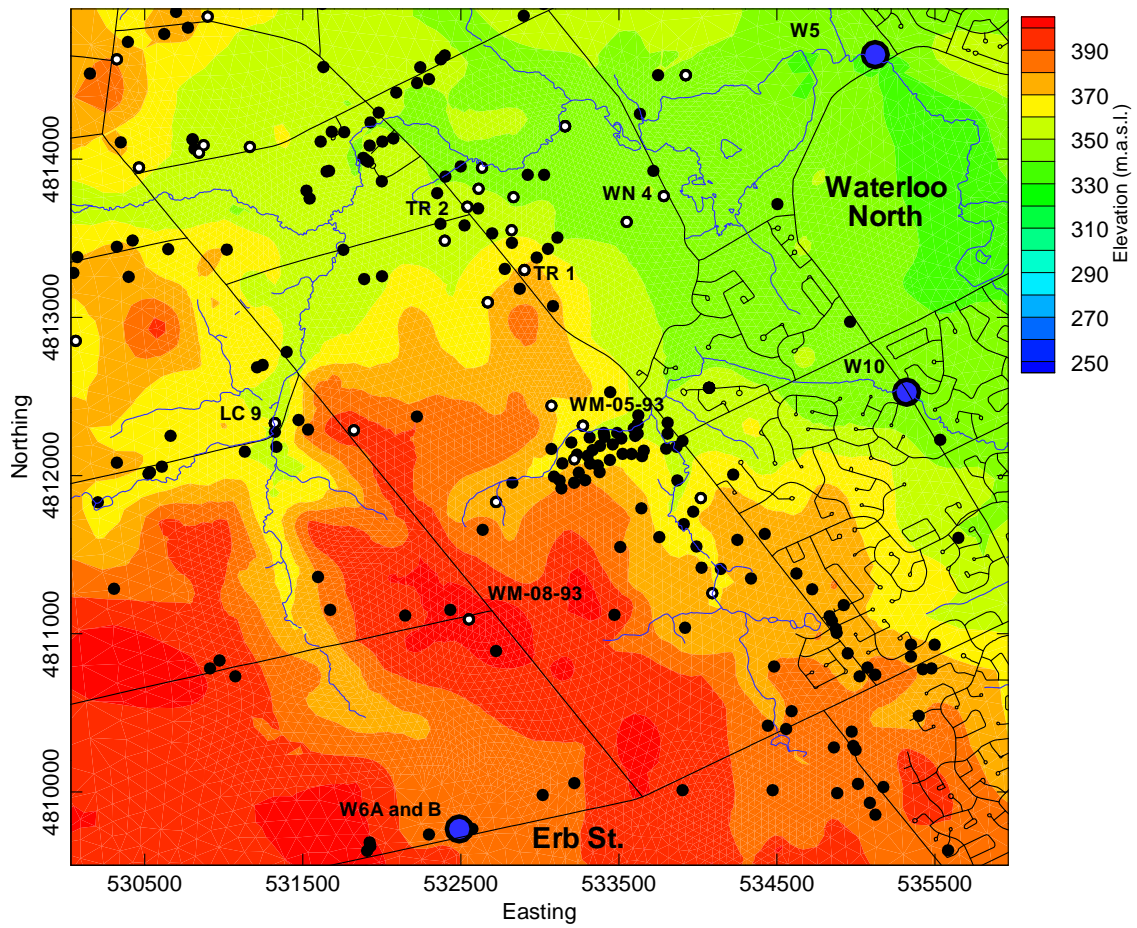 W5
390
370
350
330
310
290
270
250
Elevation (m.a.s.l.)
4814000
4813000
4812000
4811000
4810000
Northing
WN 4
Waterloo
North
TR 2
TR 1
W10
LC 9
WM-05-93
WM-08-93
W6A and B
Erb St.
530500
531500
532500
533500
534500
535500
Easting